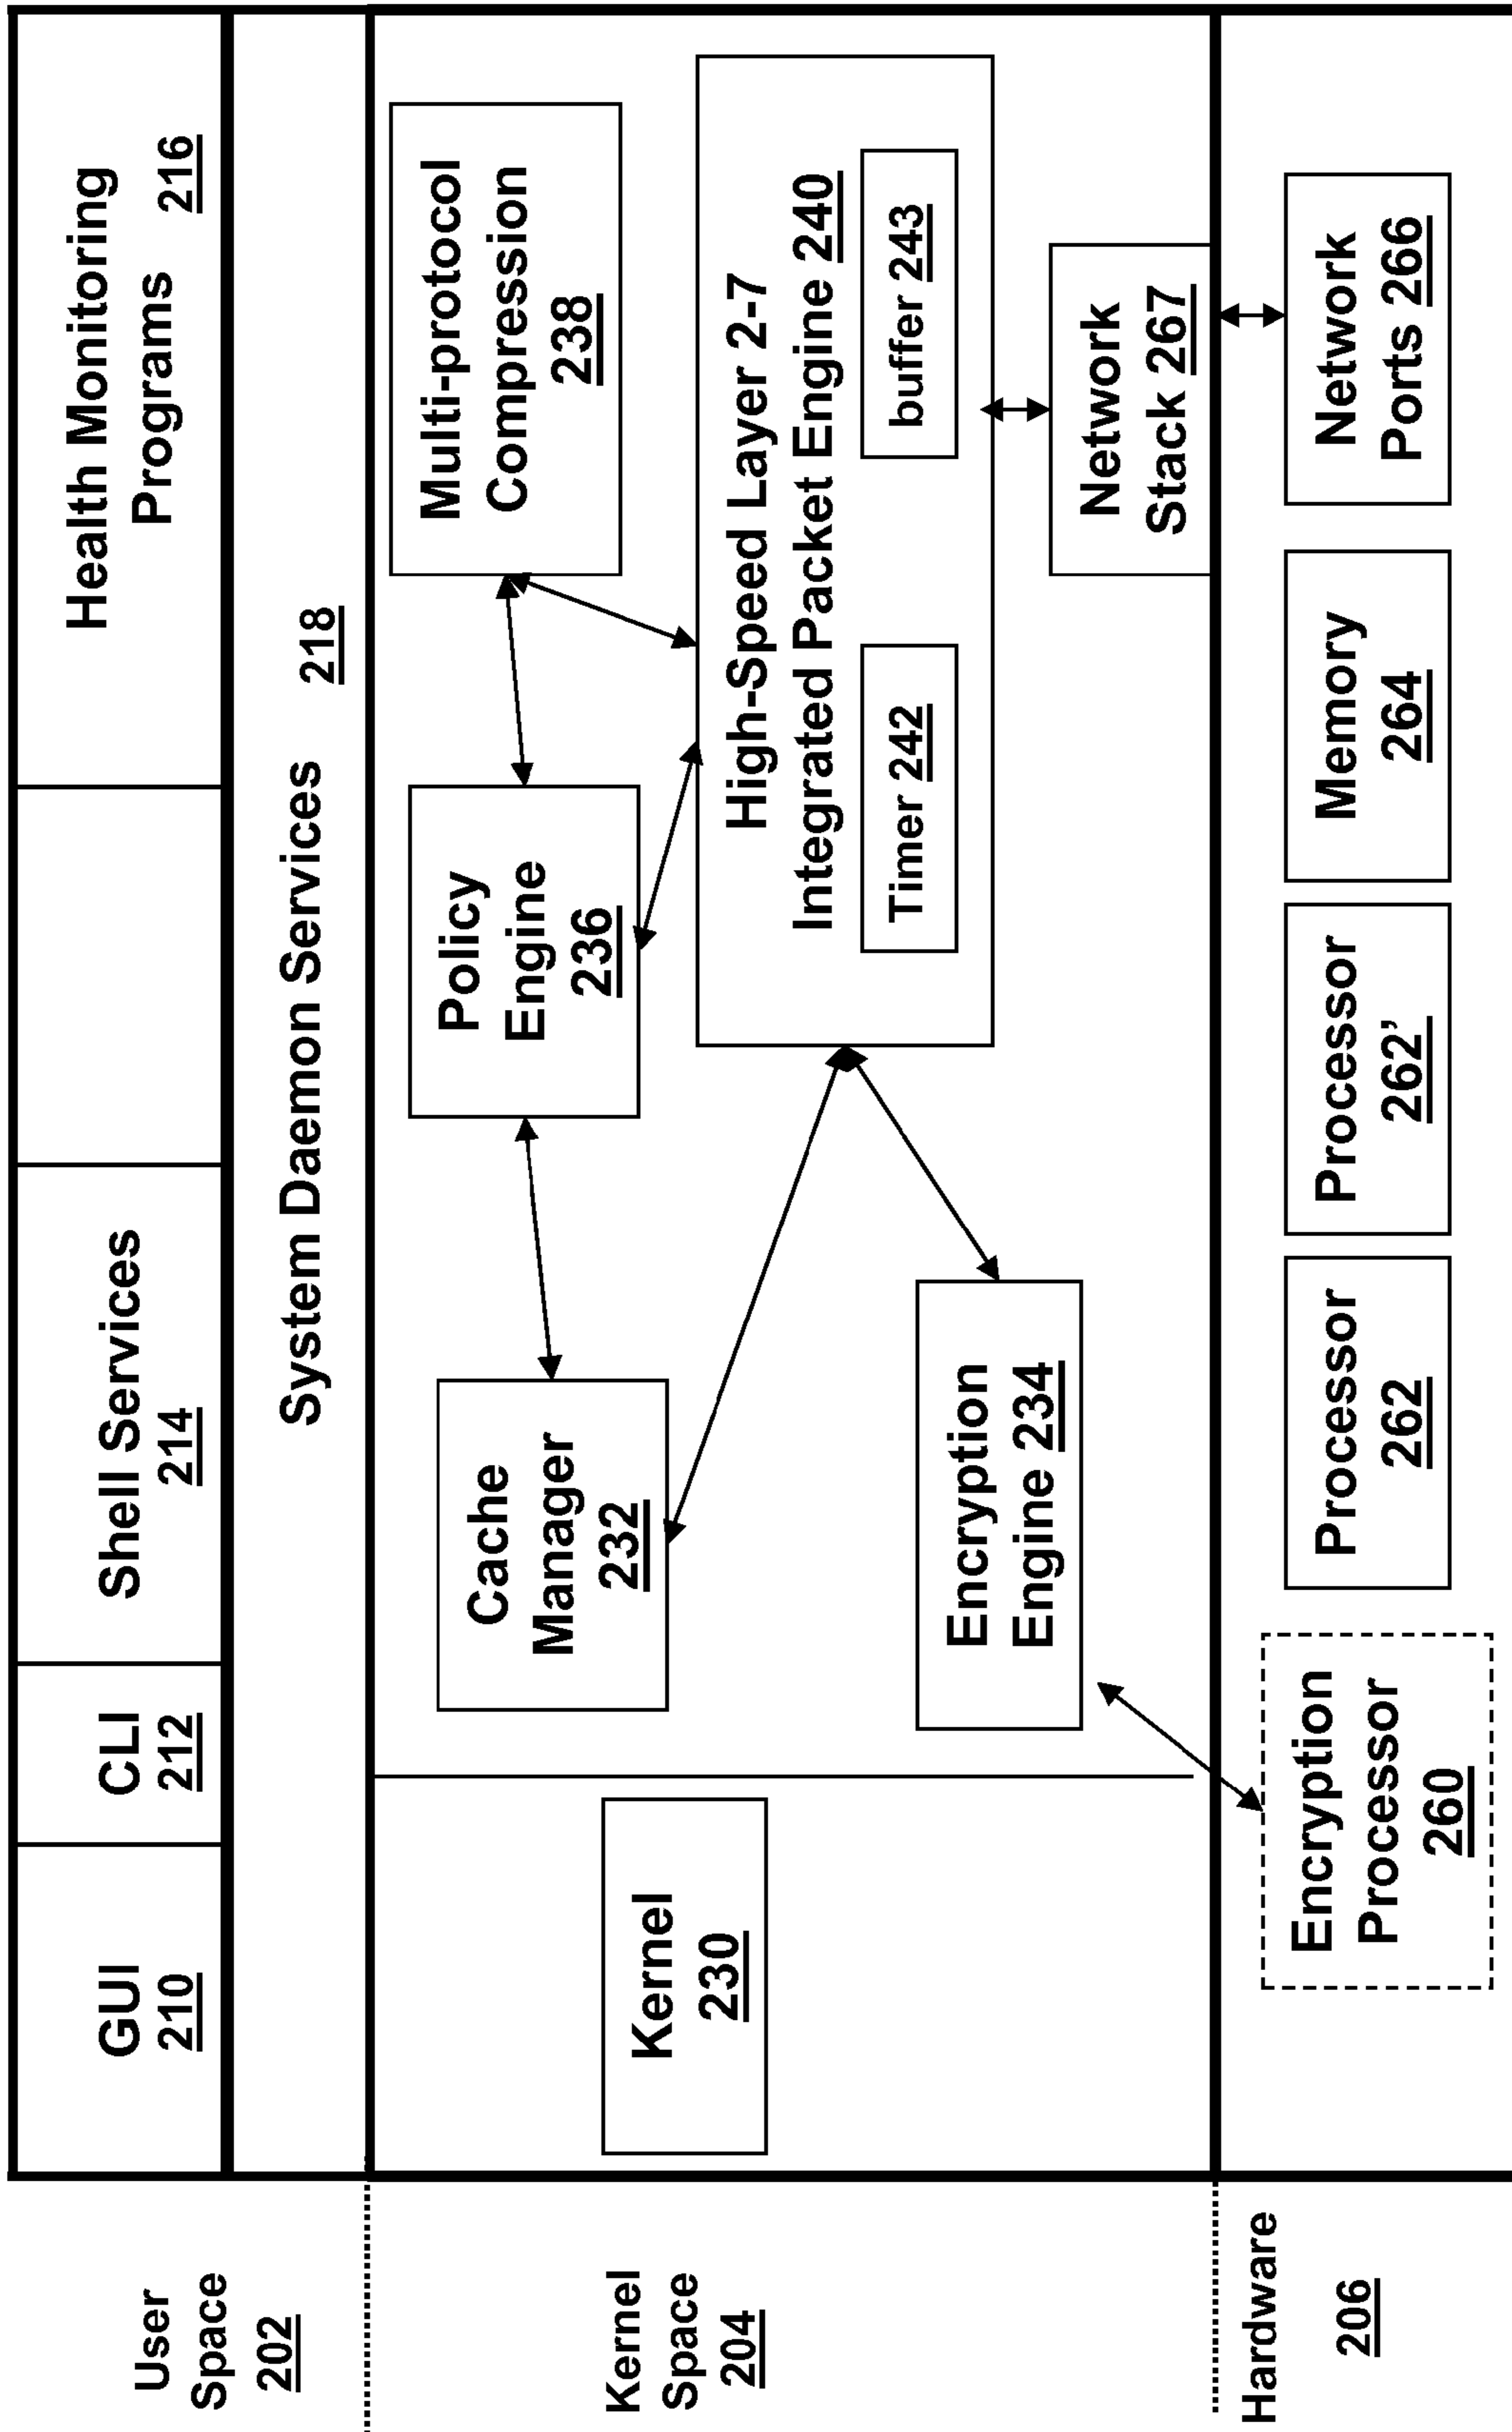 User
Space
202
GUI
210
CLI
212
Shell Services
214
Health Monitoring
Programs 216
System Daemon Services 218
Kernel
Space
204
Kernel
230
Cache
Manager
232
Policy
Engine
236
Multi-protocol
Compression
238
High-Speed Layer 2-7
Integrated Packet Engine 240
Timer 242
buffer 243
Encryption
Engine 234
Network
Stack 267
Hardware
206
Encryption
Processor
260
Processor
262
Processor
262’
Memory
264
Network
Ports 266